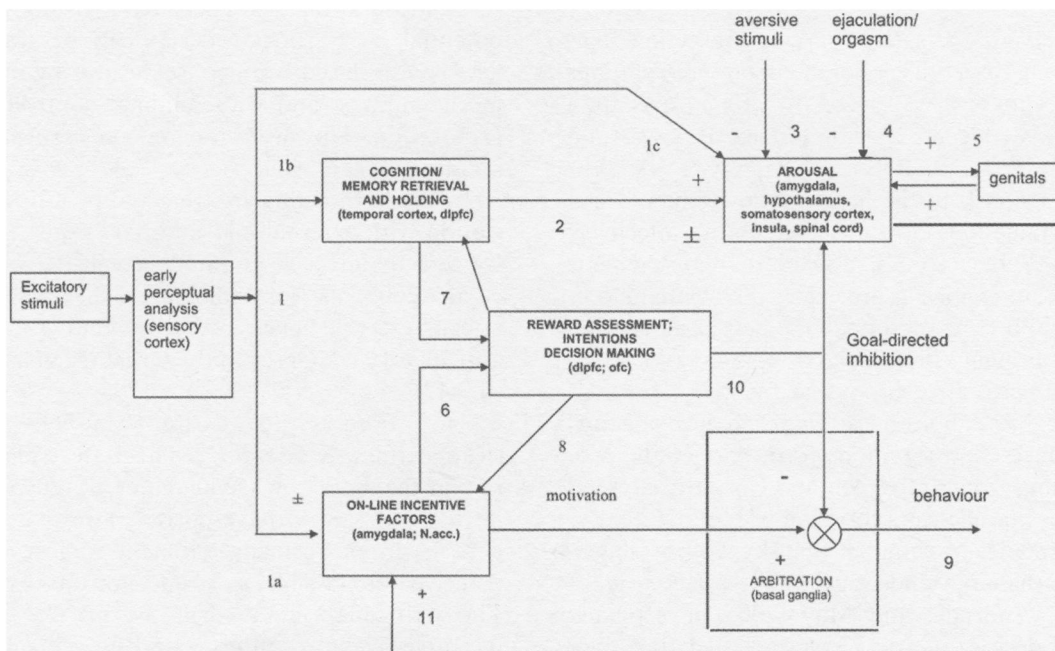 aversive
stimuli
ejaculation/
orgasm
-
3
-
4
+
5
1c
1b
COGNITION/
MEMORY RETRIEVAL
AND HOLDING
(temporal cortex, dlpfc)
+
2
±
AROUSAL
(amygdala,
hypothalamus,
somatosensory cortex,
insula, spinal cord)
genitals
+
Excitatory
stimuli
early
perceptual
analysis
(sensory
cortex)
1
7
REWARD ASSESSMENT;
INTENTIONS
DECISION MAKING
(dlpfc; ofc)
Goal-directed
inhibition
10
6
8
±
ON-LINE INCENTIVE
FACTORS
(amygdala; N.acc.)
motivation
-
behaviour
+
9
ARBITRATION
(basal ganglia)
1a
+
11